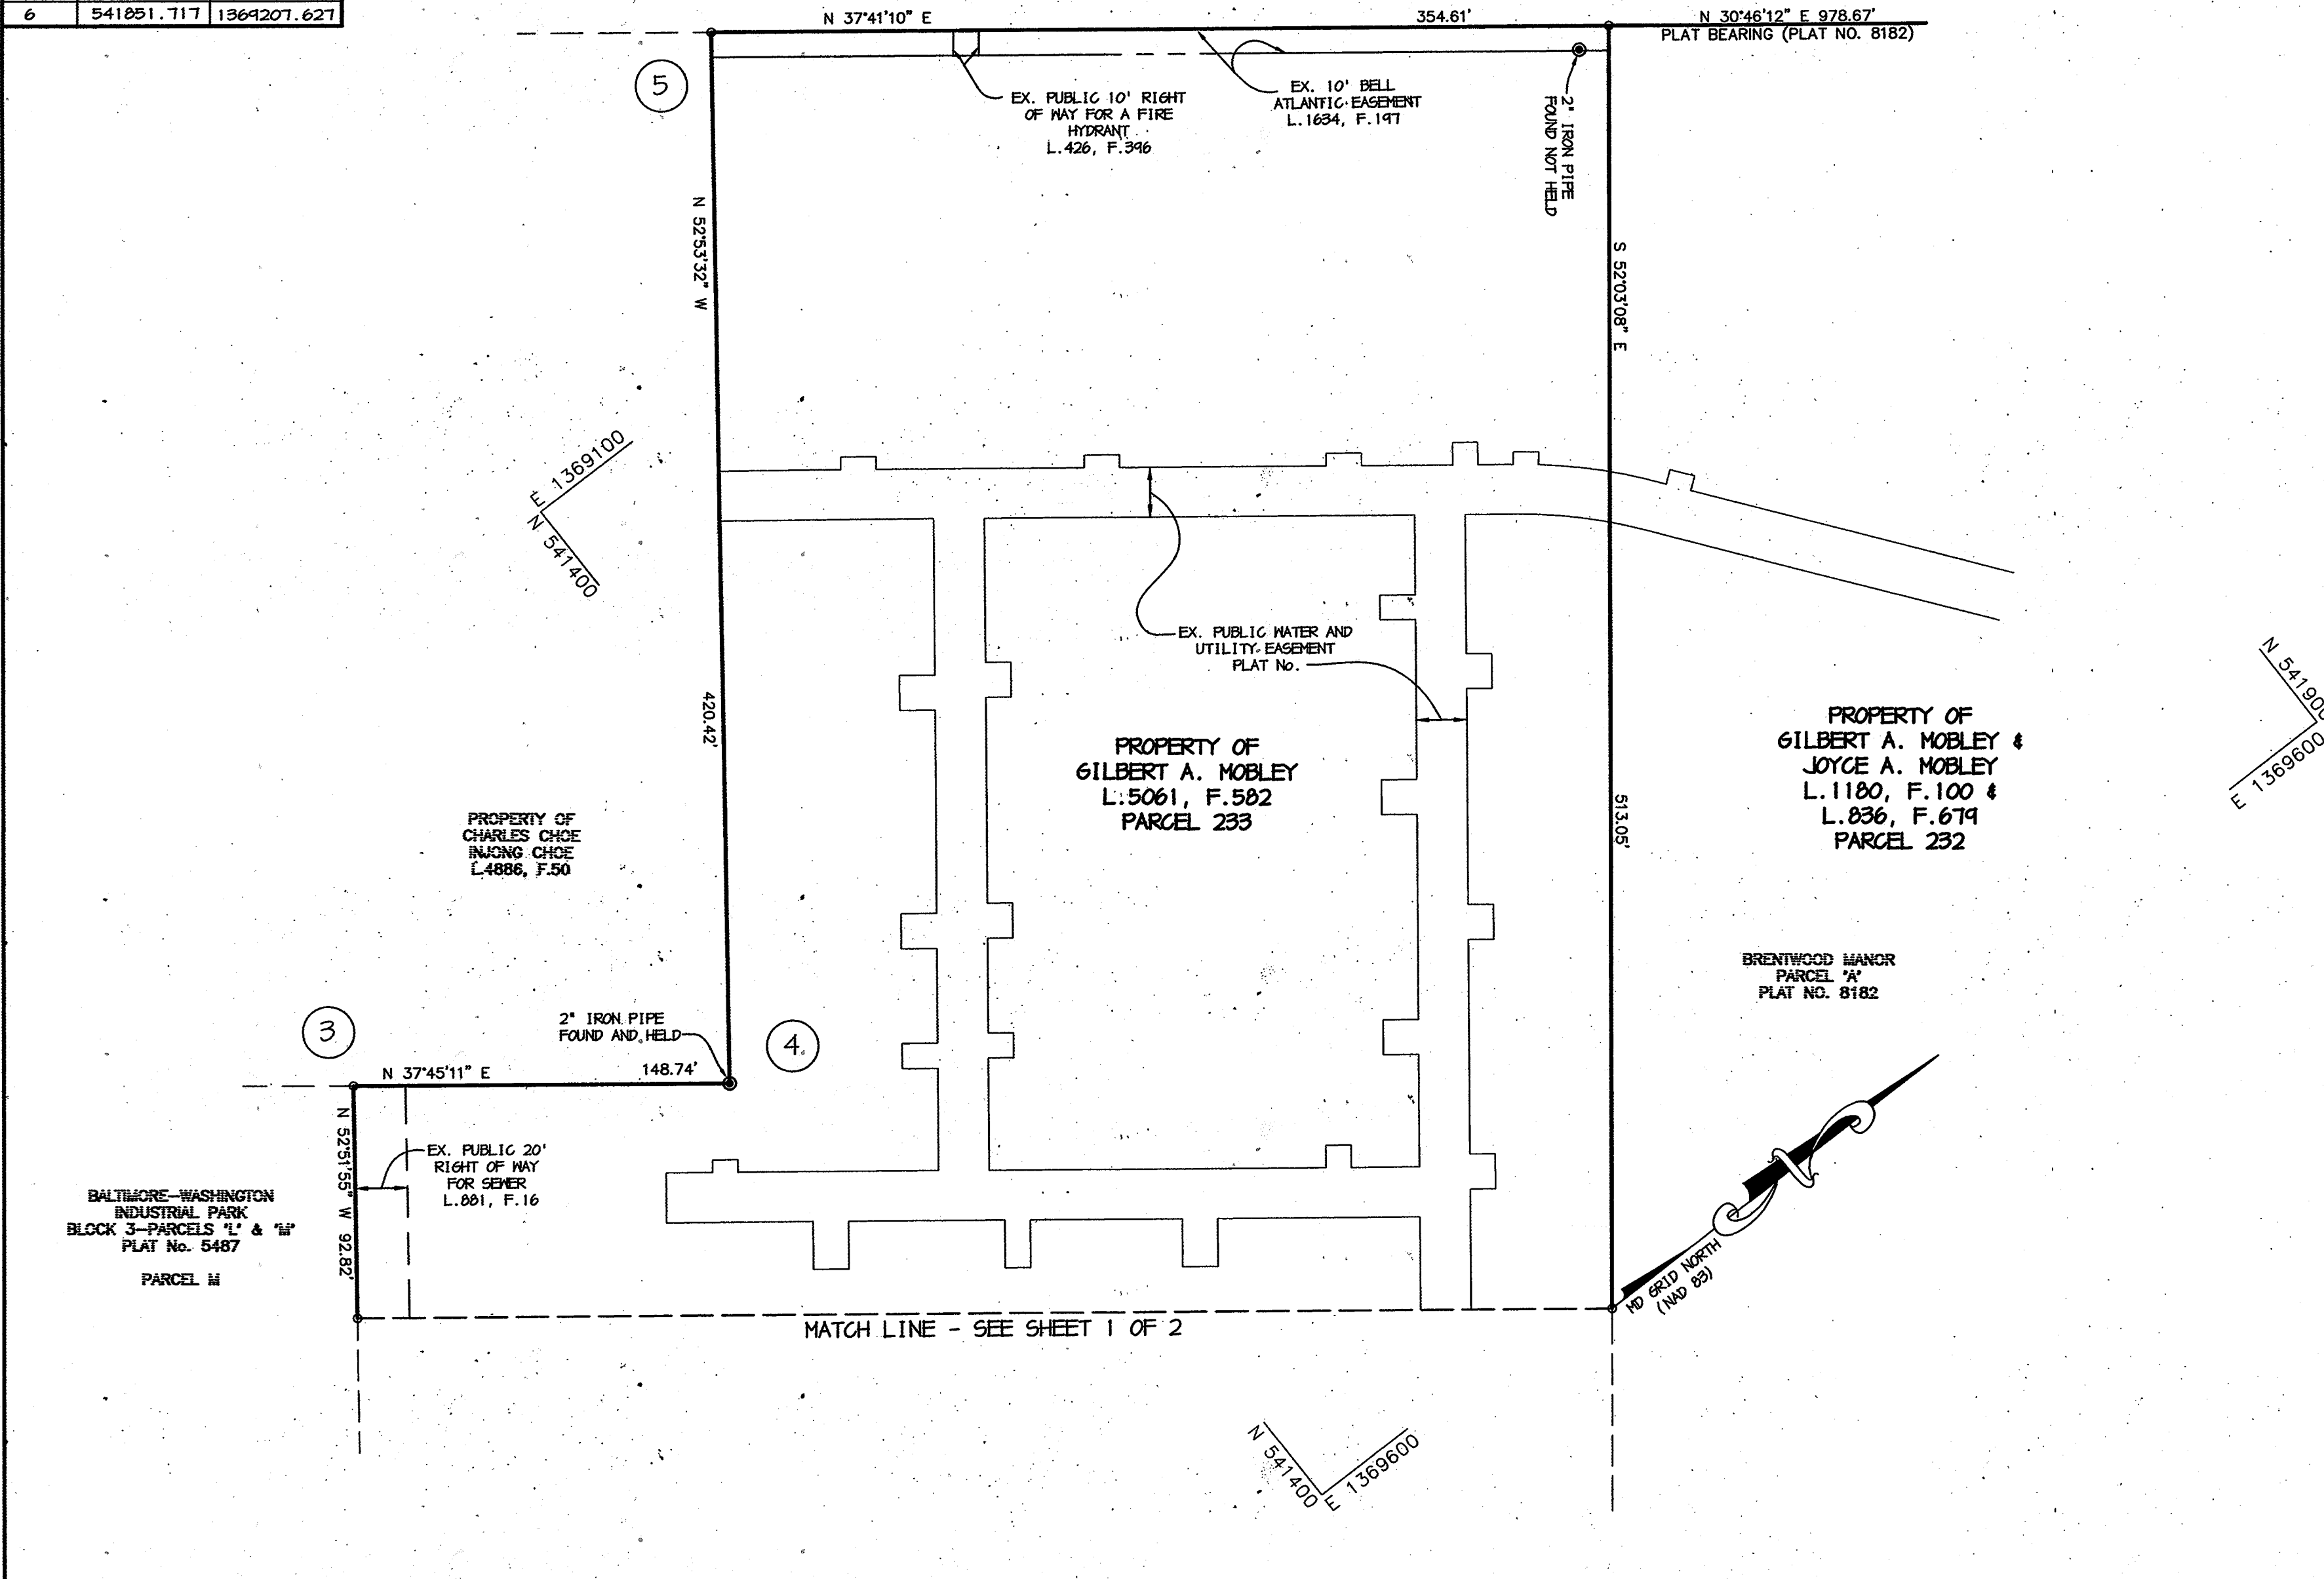 6 541851.717 1369207.627
N 37°41'10" E 354.61'
N 30°46'12" E 978.67'
PLAT BEARING (PLAT NO. 8182)
5
EX. PUBLIC 10' RIGHT
OF WAY FOR A FIRE
HYDRANT
L.426, F.396
EX. 10' BELL
ATLANTIC EASEMENT
L.1634, F.197
2" IRON PIPE
FOUND NOT HELD
N 52°53'32" W
420.42'
S 52°03'08" E
513.05'
E 1369100
N 541400
EX. PUBLIC WATER AND
UTILITY EASEMENT
PLAT No.
N 541900
E 1369600
PROPERTY OF
GILBERT A. MOBLEY
L.5061, F.582
PARCEL 233
PROPERTY OF
GILBERT A. MOBLEY &
JOYCE A. MOBLEY
L.1180, F.100 &
L.836, F.679
PARCEL 232
PROPERTY OF
CHARLES CHOE
INJONG CHOE
L.4886, F.50
BRENTWOOD MANOR
PARCEL 'A'
PLAT NO. 8182
3
2" IRON PIPE
FOUND AND HELD
4
N 37°45'11" E 148.74'
N 52°51'55" W 92.82'
EX. PUBLIC 20'
RIGHT OF WAY
FOR SEWER
L.881, F.16
BALTIMORE-WASHINGTON
INDUSTRIAL PARK
BLOCK 3-PARCELS 'L' & 'M'
PLAT No. 5487
PARCEL M
MD GRID NORTH
(NAD 83)
MATCH LINE - SEE SHEET 1 OF 2
N 541400
E 1369600